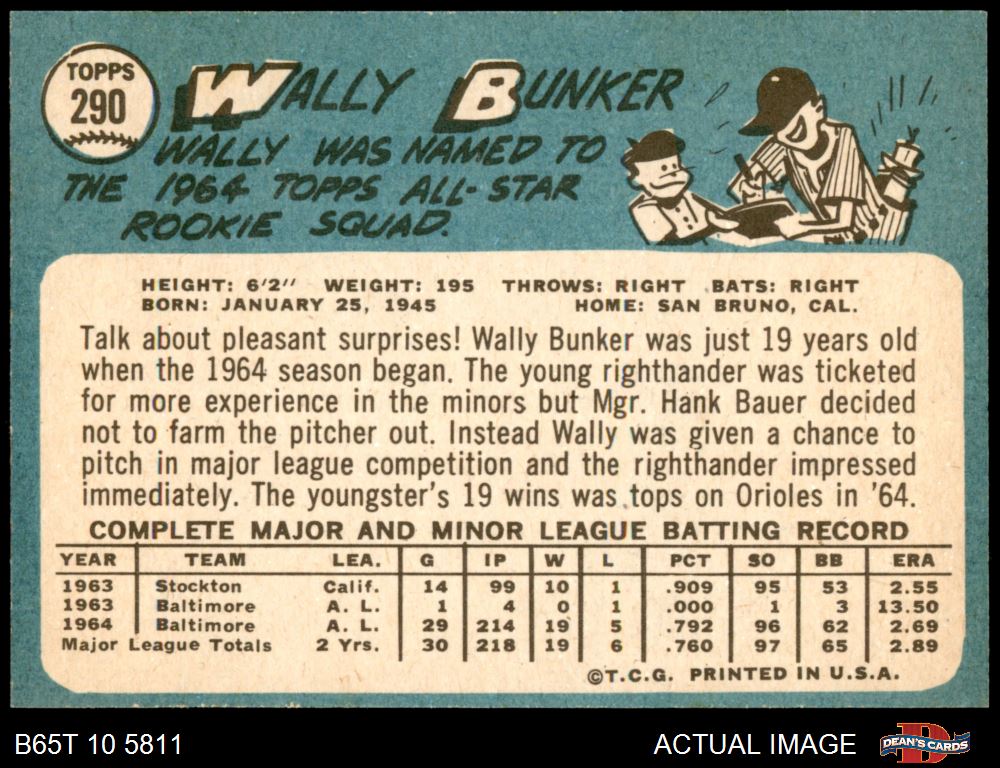 TOPPS
290
WALLY BUNKER
WALLY WAS NAMED TO
THE 1964 TOPPS ALL-STAR
ROOKIE SQUAD.
HEIGHT: 6'2" WEIGHT: 195 THROWS: RIGHT BATS: RIGHT
BORN: JANUARY 25, 1945 HOME: SAN BRUNO, CAL.
Talk about pleasant surprises! Wally Bunker was just 19 years old
when the 1964 season began. The young righthander was ticketed
for more experience in the minors but Mgr. Hank Bauer decided
not to farm the pitcher out. Instead Wally was given a chance to
pitch in major league competition and the righthander impressed
immediately. The youngster's 19 wins was tops on Orioles in '64.
COMPLETE MAJOR AND MINOR LEAGUE BATTING RECORD
YEAR TEAM LEA. G IP W L PCT SO BB ERA
1963 Stockton Calif. 14 99 10 1 .909 95 53 2.55
1963 Baltimore A. L. 1 4 0 1 .000 1 3 13.50
1964 Baltimore A. L. 29 214 19 5 .792 96 62 2.69
Major League Totals 2 Yrs. 30 218 19 6 .760 97 65 2.89
©T.C.G. PRINTED IN U.S.A.
B65T 10 5811 ACTUAL IMAGE DEAN'S CARDS